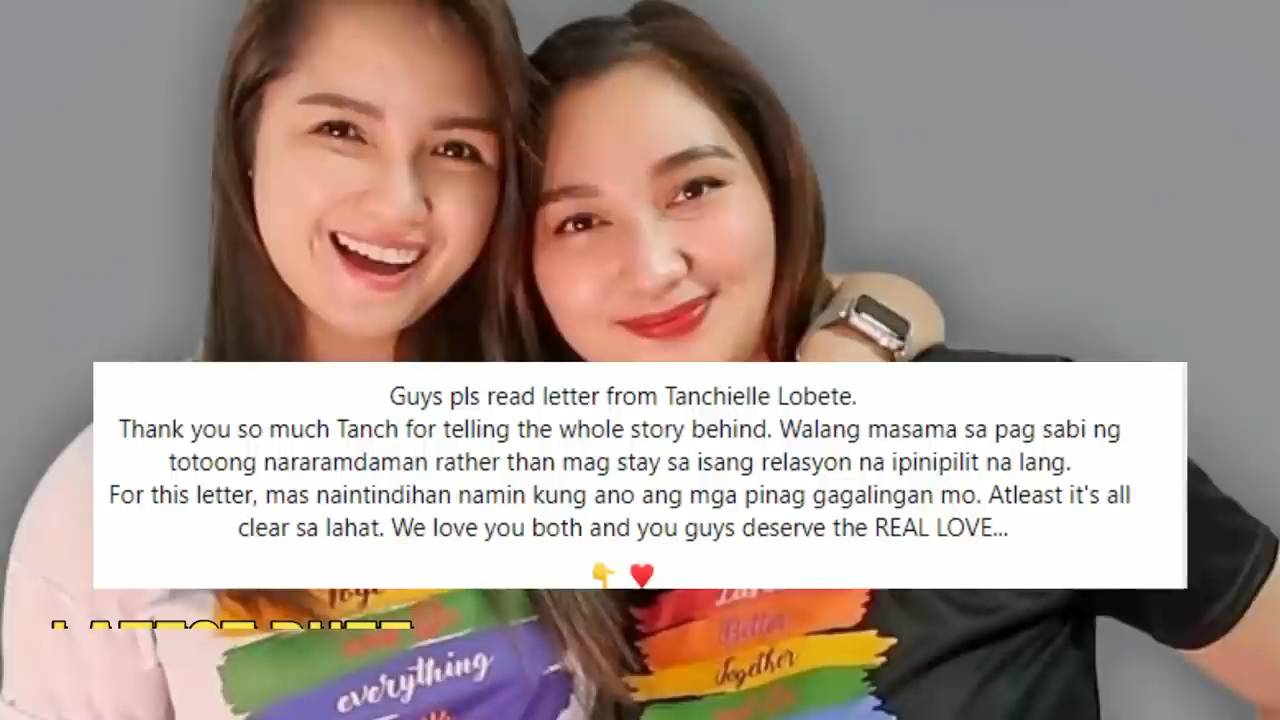 Guys pls read letter from Tanchielle Lobete.
Thank you so much Tanch for telling the whole story behind. Walang masama sa pag sabi ng
totoong nararamdaman rather than mag stay sa isang relasyon na ipinipilit na lang.
For this letter, mas naintindihan namin kung ano ang mga pinag gagalingan mo. Atleast it's all
clear sa lahat. We love you both and you guys deserve the REAL LOVE...
everything
Better
Together